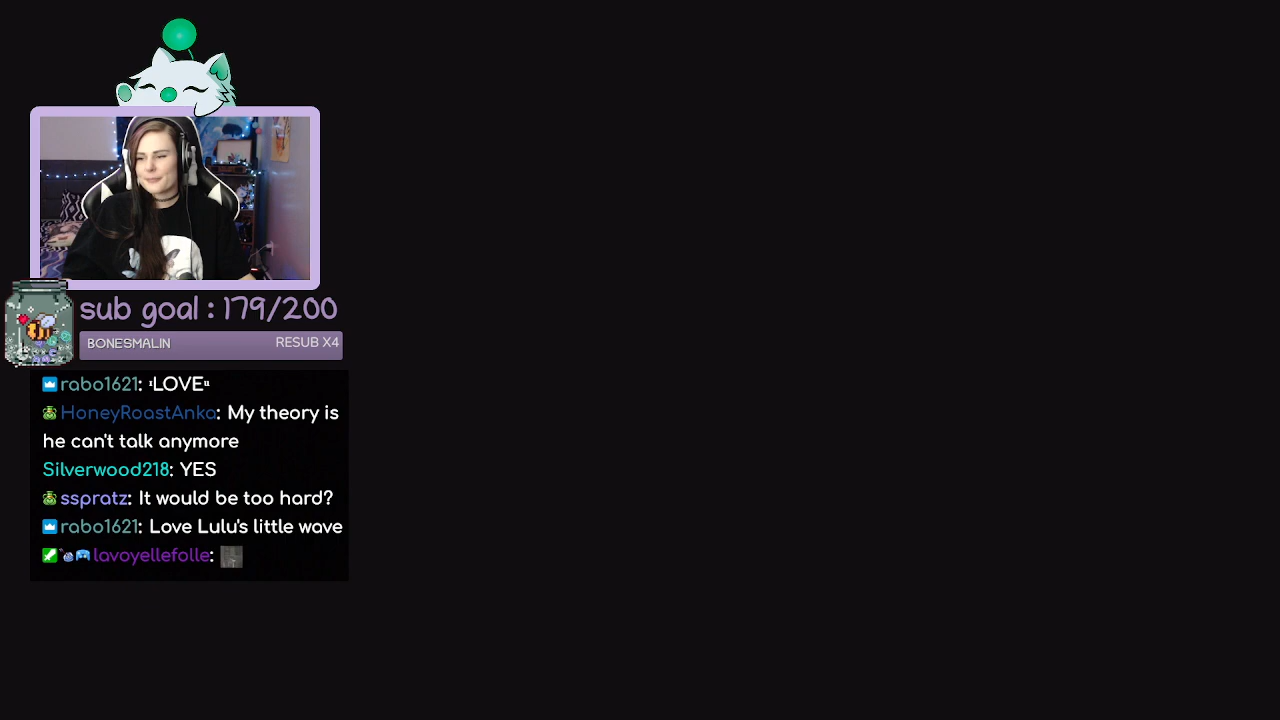 sub goal : 179/200
BONESMALIN RESUB X4
rabo1621: LOVE
HoneyRoastAnka: My theory is
he can't talk anymore
Silverwood218: YES
sspratz: It would be too hard?
rabo1621: Love Lulu's little wave
lavoyellefolle: